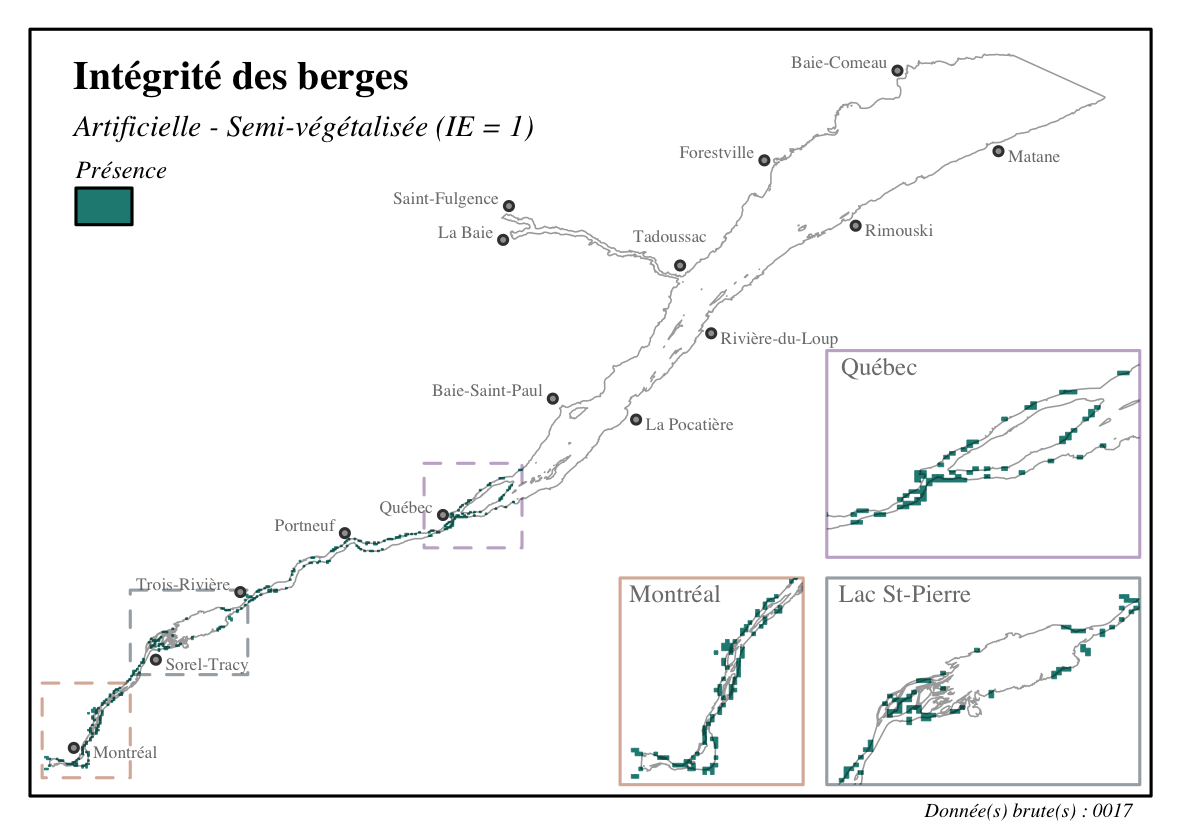 Intégrité des berges
Artificielle - Semi-végétalisée (IE = 1)
Présence
Baie-Comeau
Forestville
Matane
Saint-Fulgence
La Baie
Tadoussac
Rimouski
Rivière-du-Loup
Baie-Saint-Paul
La Pocatière
Québec
Portneuf
Trois-Rivière
Sorel-Tracy
Montréal
Québec
Montréal
Lac St-Pierre
Donnée(s) brute(s) : 0017